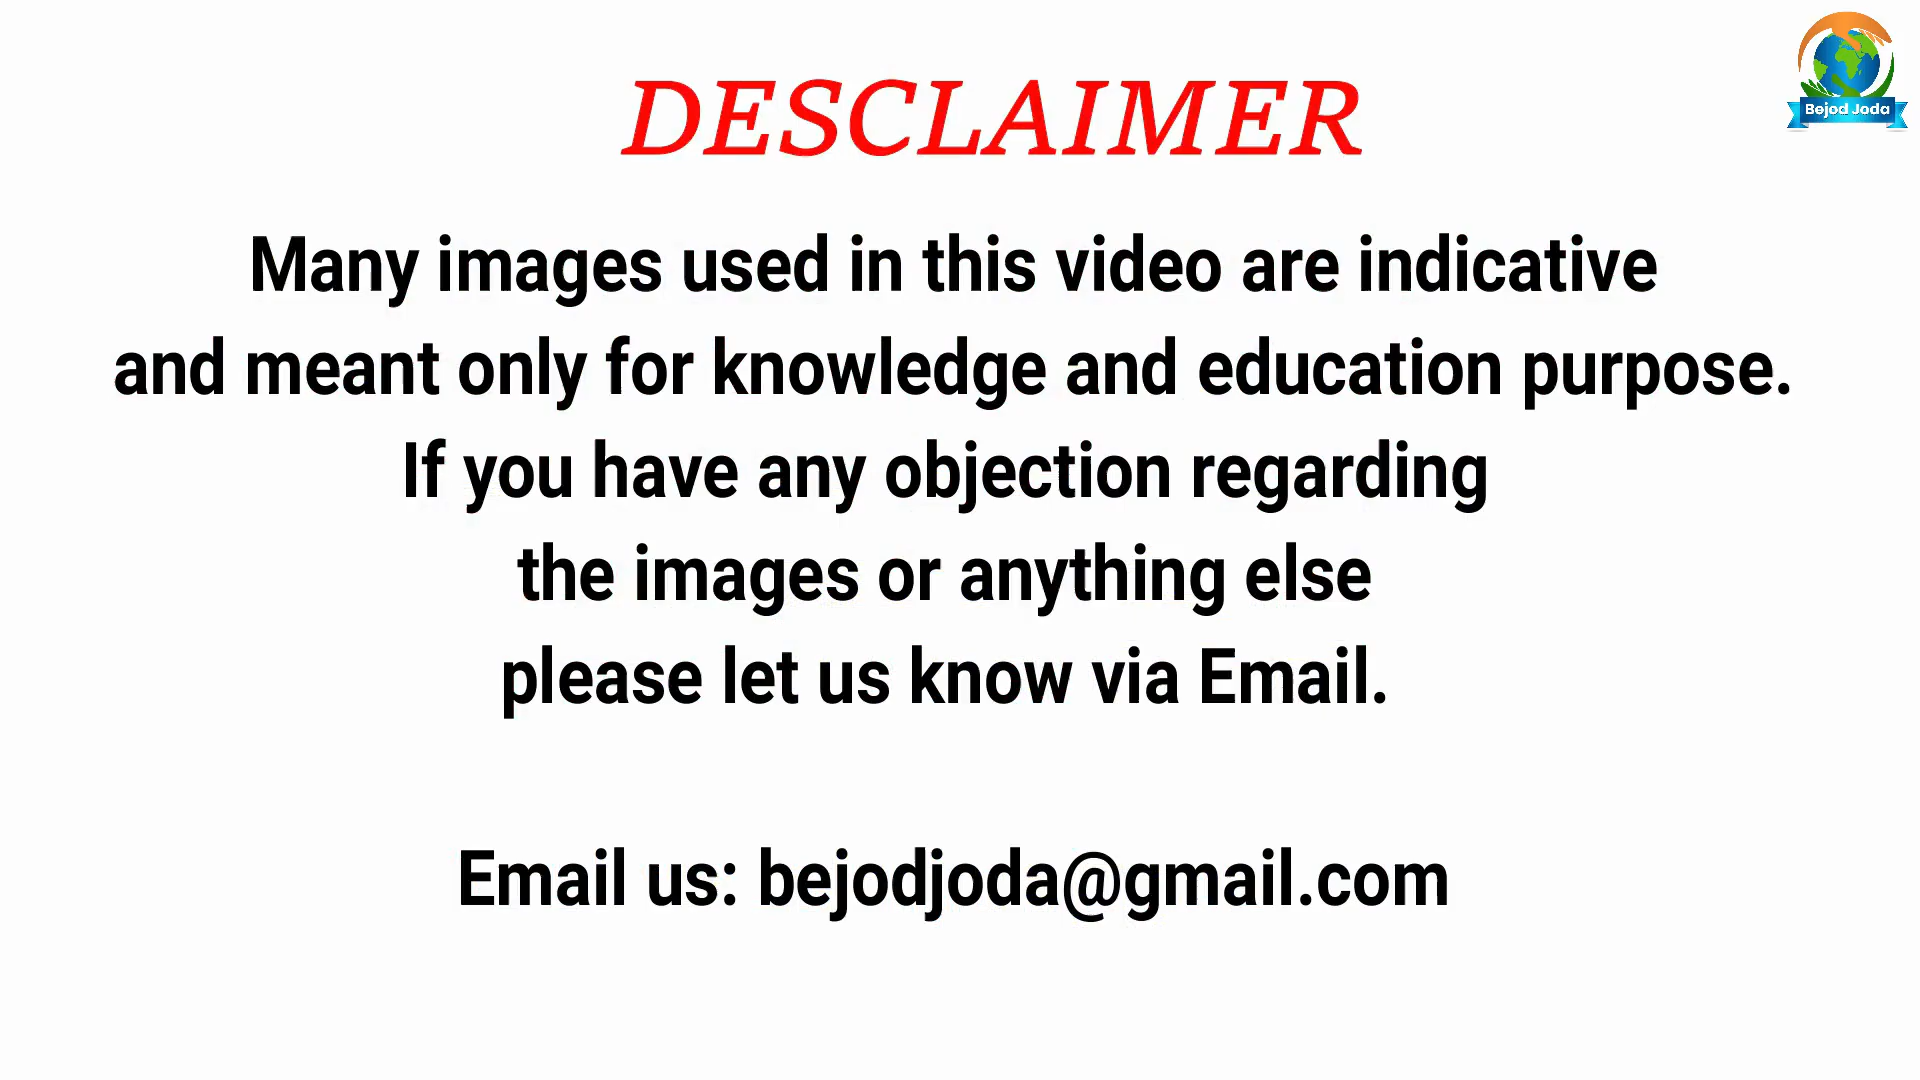 Bejod Joda
DESCLAIMER
Many images used in this video are indicative
and meant only for knowledge and education purpose.
If you have any objection regarding
the images or anything else
please let us know via Email.
Email us: bejodjoda@gmail.com